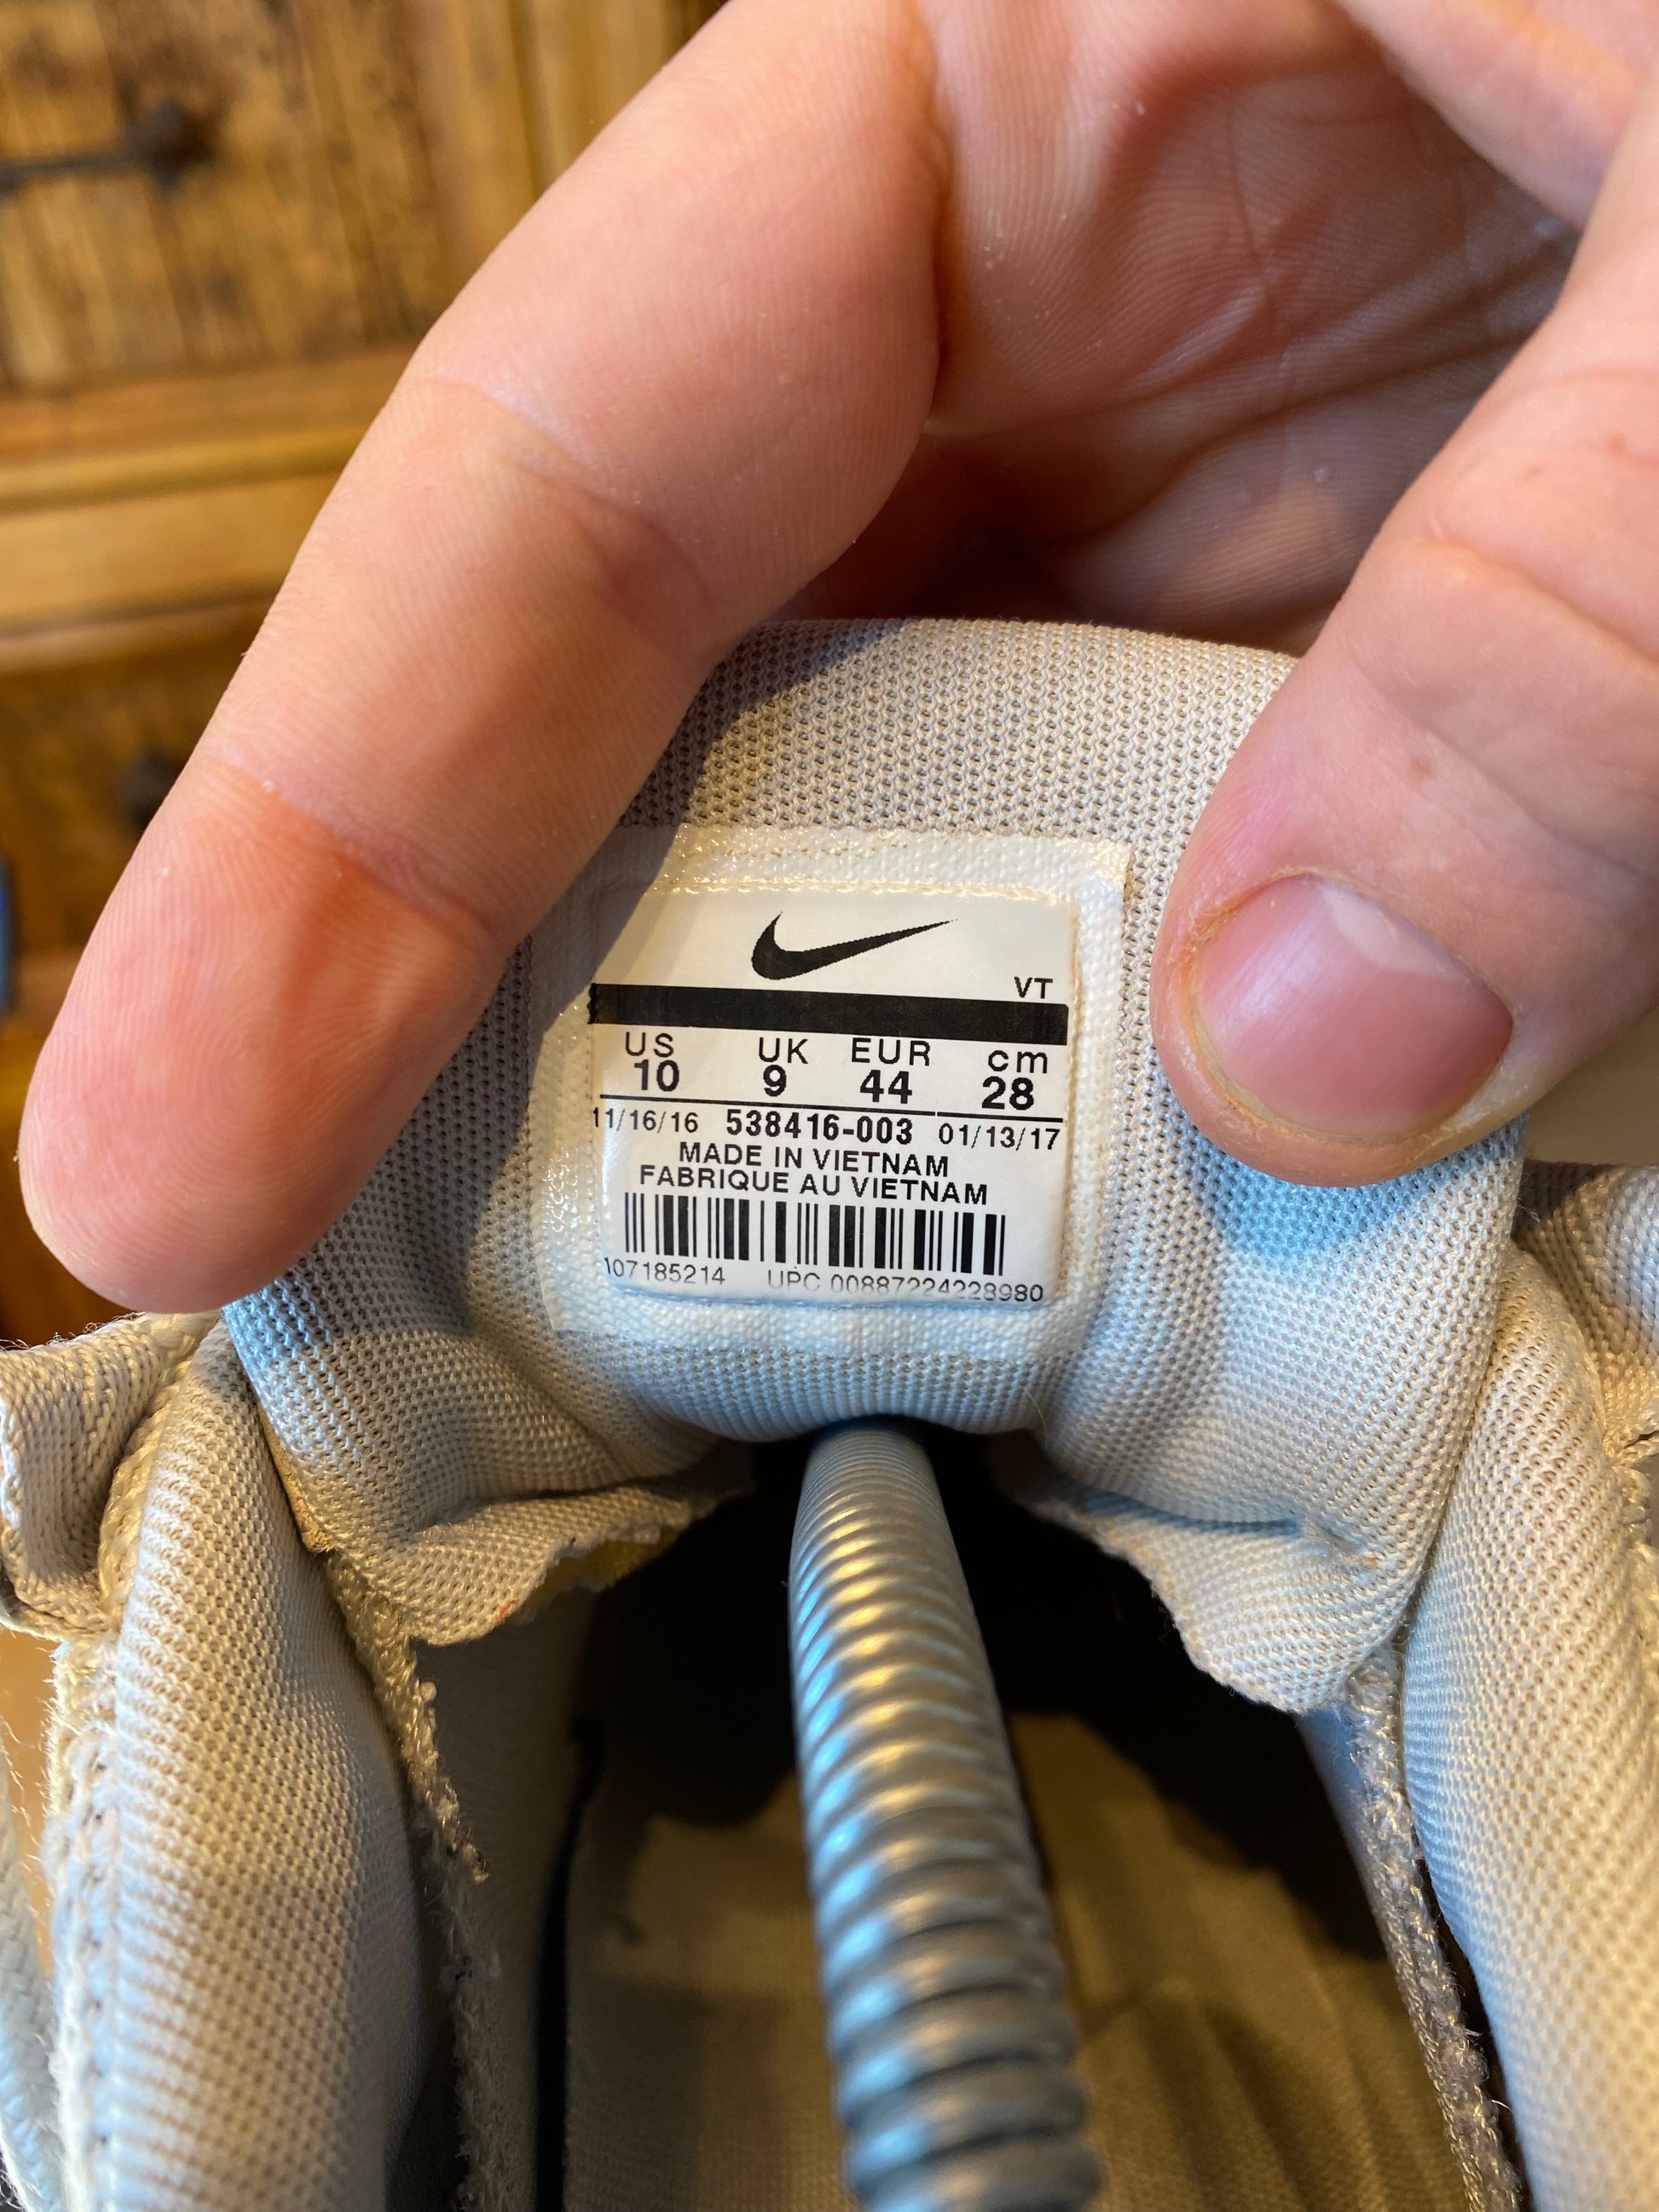 VT
US UK EUR cm
10 9 44 28
11/16/16 538416-003 01/13/17
MADE IN VIETNAM
FABRIQUE AU VIETNAM
107185214 UPC 00887224228980